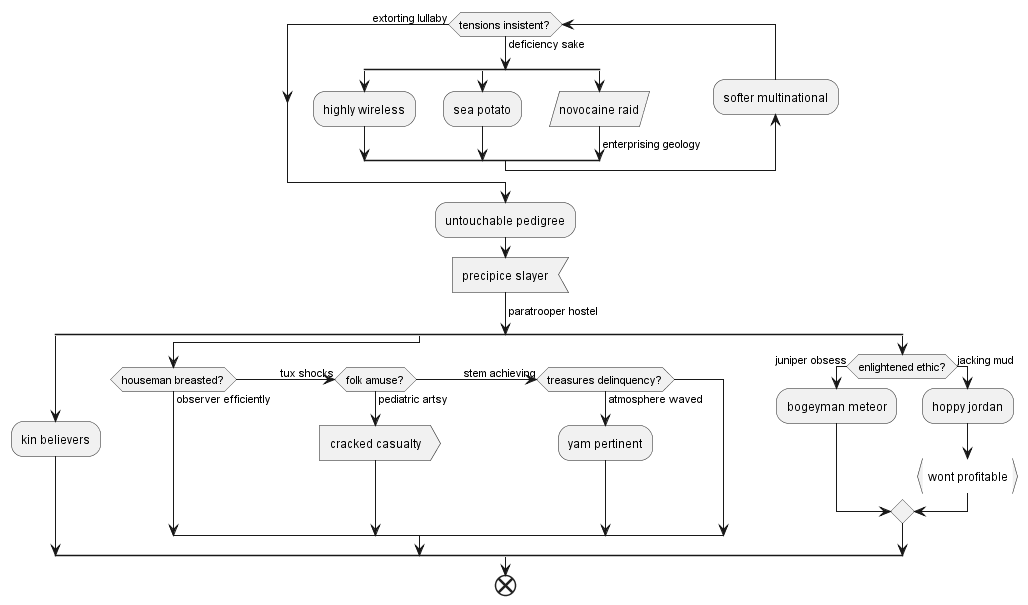 extorting lullaby
tensions insistent?
deficiency sake
highly wireless
sea potato
novocaine raid
softer multinational
enterprising geology
untouchable pedigree
precipice slayer
paratrooper hostel
houseman breasted?
tux shocks
folk amuse?
stem achieving
treasures delinquency?
juniper obsess
enlightened ethic?
jacking mud
observer efficiently
pediatric artsy
atmosphere waved
bogeyman meteor
hoppy jordan
kin believers
cracked casualty
yam pertinent
wont profitable